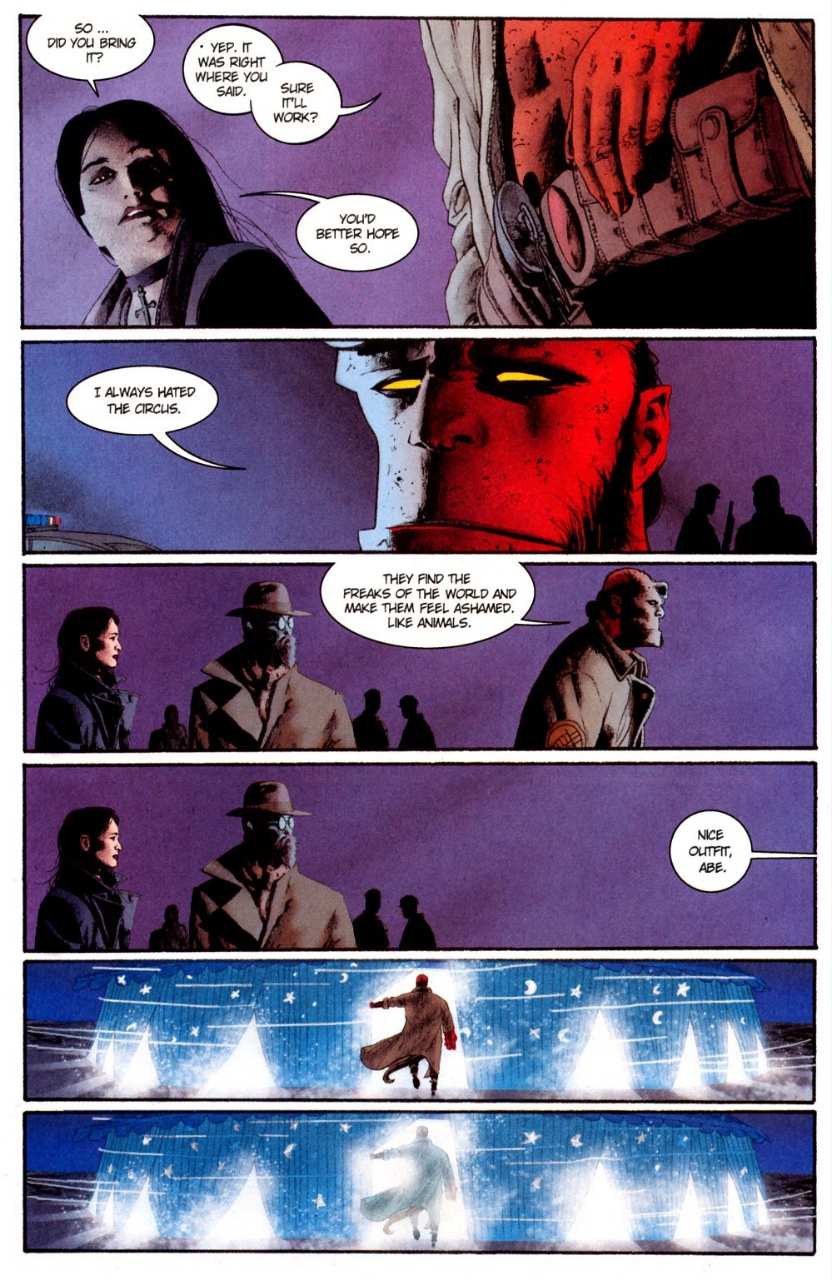 SO ...
DID YOU BRING
IT?
· YEP. IT
WAS RIGHT
WHERE YOU
SAID.
SURE
IT'LL
WORK?
YOU'D
BETTER HOPE
SO.
I ALWAYS HATED
THE CIRCUS.
THEY FIND THE
FREAKS OF THE WORLD AND
MAKE THEM FEEL ASHAMED.
LIKE ANIMALS.
NICE
OUTFIT,
ABE.